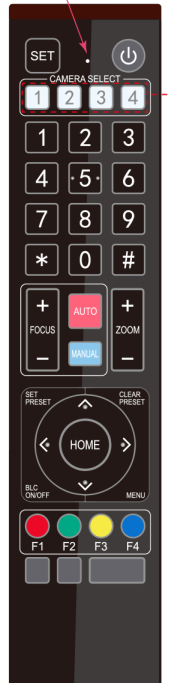 SET
CAMERA SELECT
1 2 3 4
1 2 3
4 ·5· 6
7 8 9
* 0 #
+ AUTO +
FOCUS ZOOM
− MANUAL −
SET PRESET CLEAR PRESET
HOME
BLC ON/OFF MENU
F1 F2 F3 F4